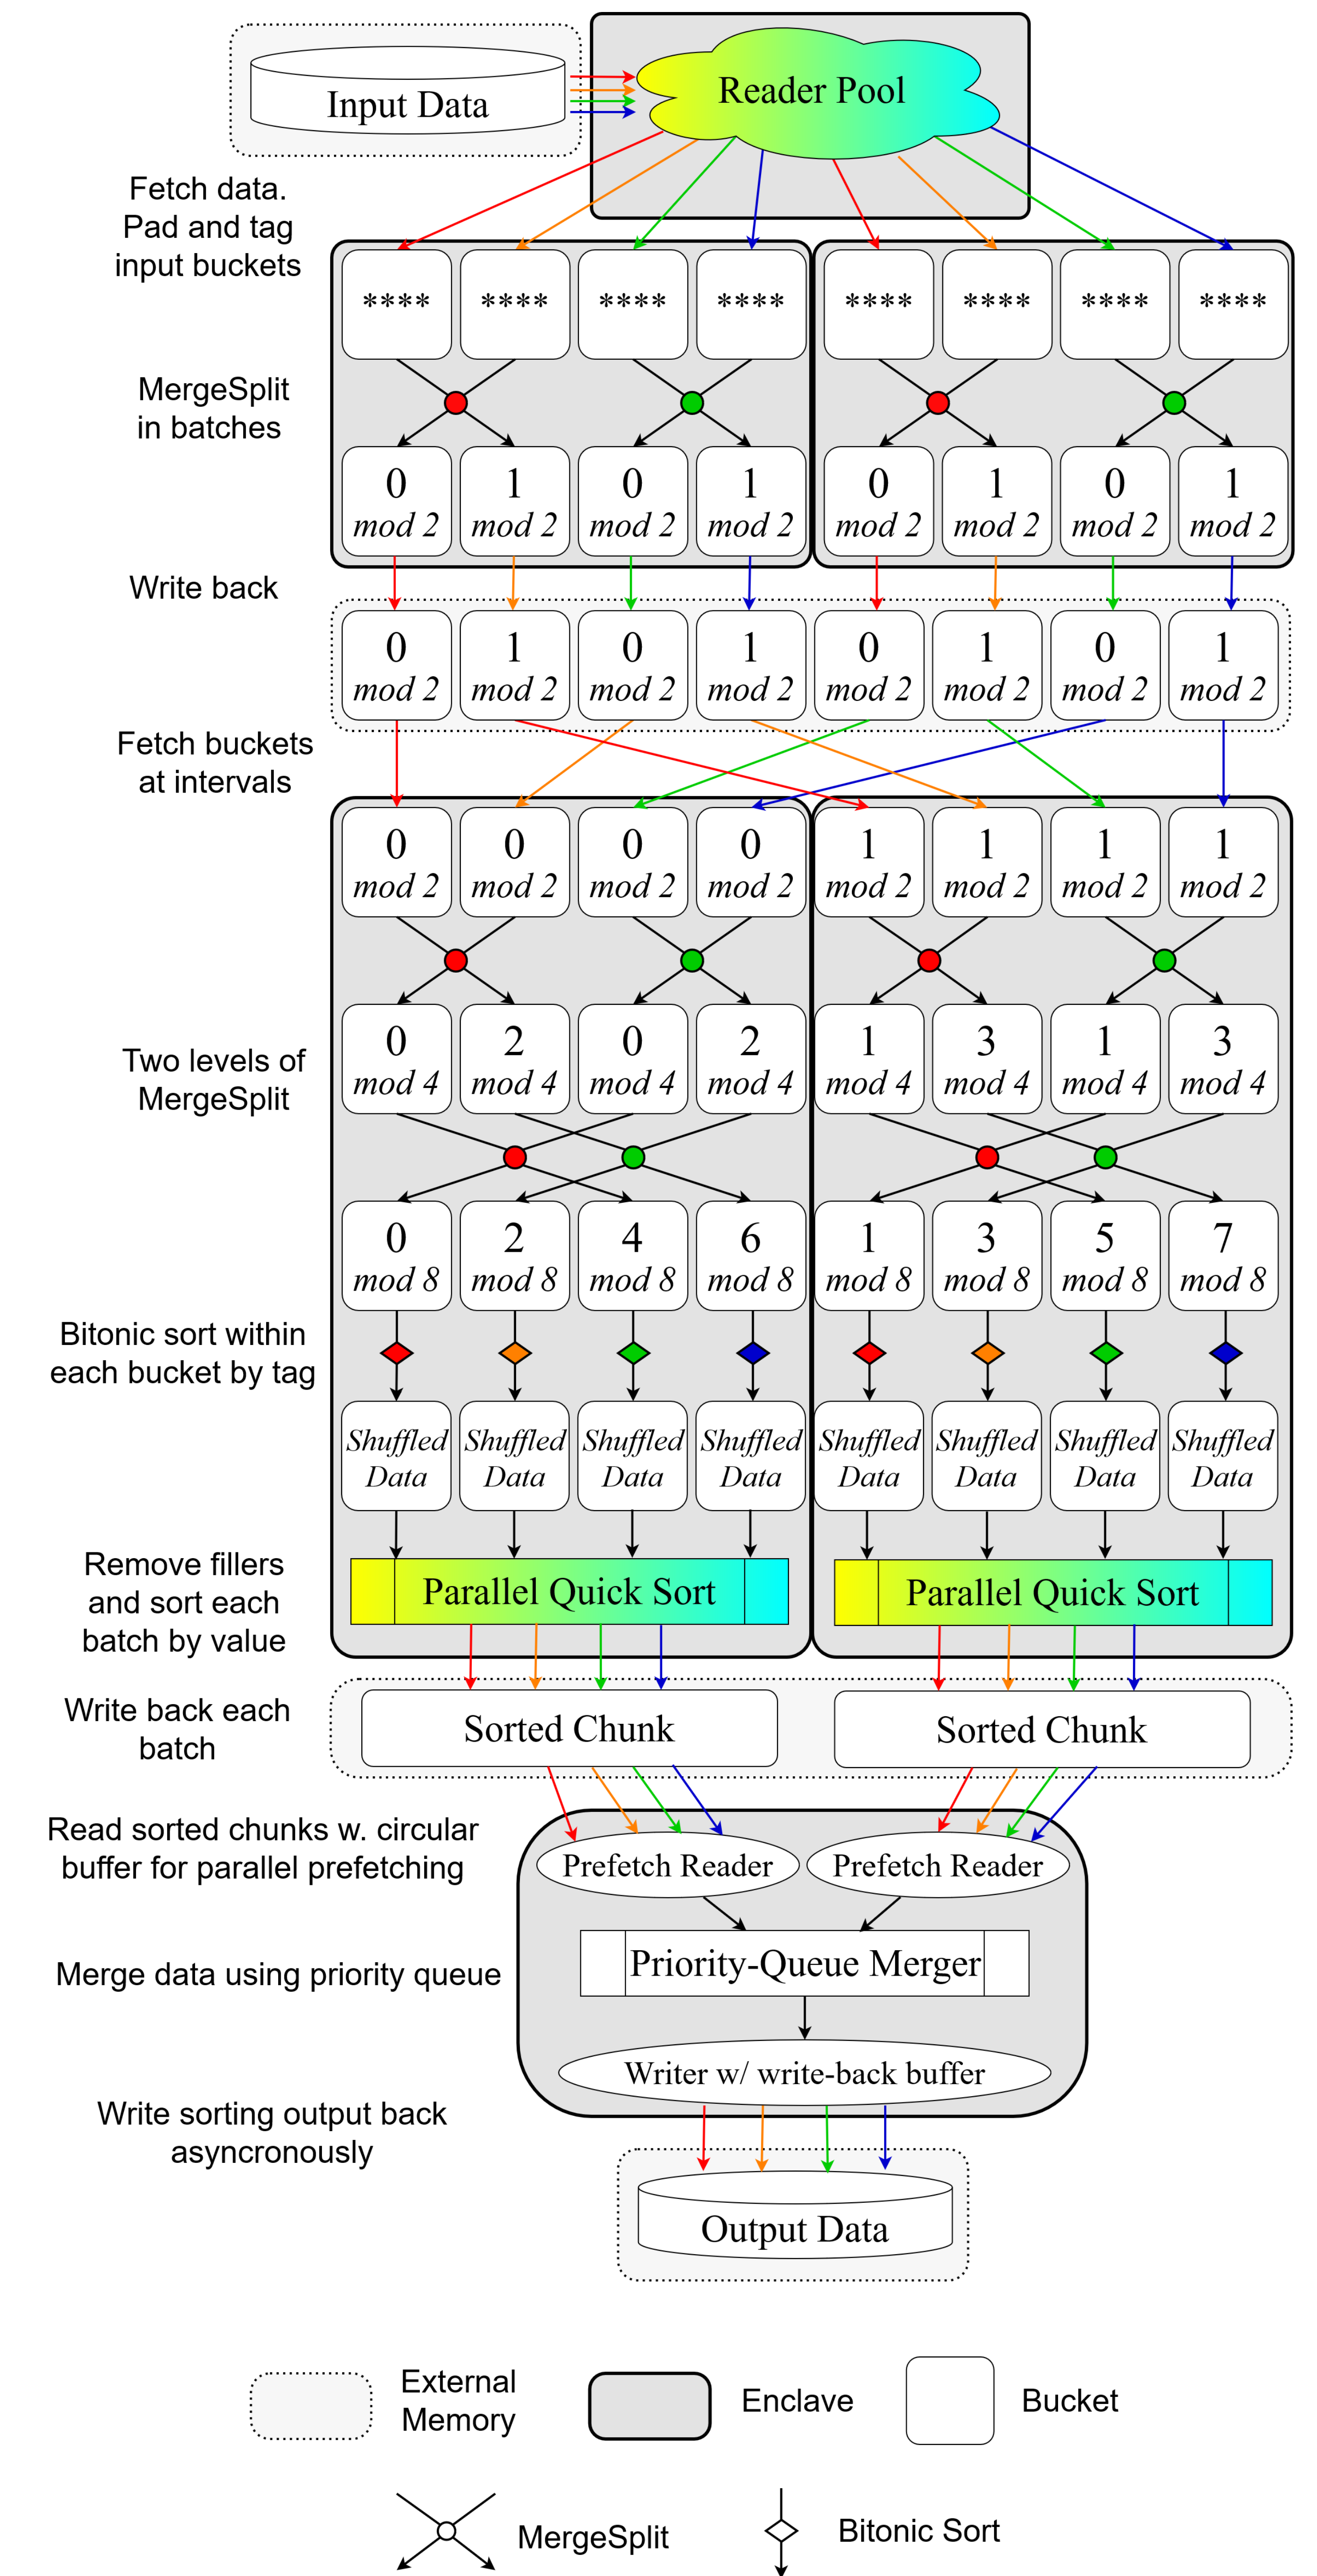 Input Data
Reader Pool
Fetch data.
Pad and tag
input buckets
**** **** **** **** **** **** **** ****
MergeSplit
in batches
0 1 0 1 0 1 0 1
mod 2 mod 2 mod 2 mod 2 mod 2 mod 2 mod 2 mod 2
Write back
0 1 0 1 0 1 0 1
mod 2 mod 2 mod 2 mod 2 mod 2 mod 2 mod 2 mod 2
Fetch buckets
at intervals
0 0 0 0 1 1 1 1
mod 2 mod 2 mod 2 mod 2 mod 2 mod 2 mod 2 mod 2
Two levels of
MergeSplit
0 2 0 2 1 3 1 3
mod 4 mod 4 mod 4 mod 4 mod 4 mod 4 mod 4 mod 4
0 2 4 6 1 3 5 7
mod 8 mod 8 mod 8 mod 8 mod 8 mod 8 mod 8 mod 8
Bitonic sort within
each bucket by tag
Shuffled Shuffled Shuffled Shuffled Shuffled Shuffled Shuffled Shuffled
Data Data Data Data Data Data Data Data
Remove fillers
and sort each
batch by value
Parallel Quick Sort
Parallel Quick Sort
Write back each
batch
Sorted Chunk
Sorted Chunk
Read sorted chunks w. circular
buffer for parallel prefetching
Prefetch Reader
Prefetch Reader
Merge data using priority queue
Priority-Queue Merger
Writer w/ write-back buffer
Write sorting output back
asyncronously
Output Data
External
Memory
Enclave
Bucket
MergeSplit
Bitonic Sort